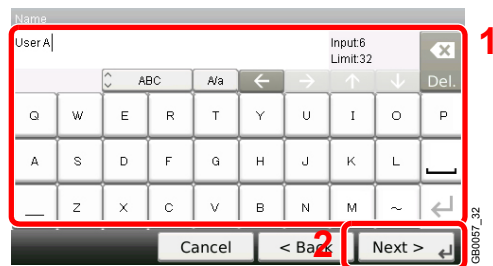 Name
User A
Input:6
Limit:32
1
Del.
ABC
A/a
← → ↑ ↓
Q W E R T Y U I O P
A S D F G H J K L
_ Z X C V B N M ~
2
Cancel < Back Next >
GB0057_32